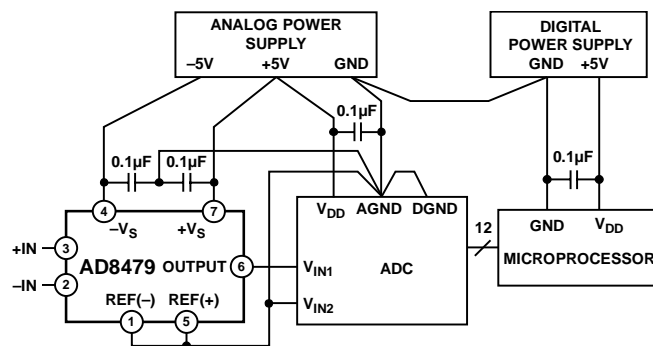 ANALOG POWER
SUPPLY
–5V +5V GND
DIGITAL
POWER SUPPLY
GND +5V
0.1µF
0.1µF 0.1µF
0.1µF
4 7
–VS +VS
VDD AGND DGND
GND VDD
12
+IN 3
–IN 2
AD8479 OUTPUT 6
VIN1 ADC
MICROPROCESSOR
REF(–) REF(+)
VIN2
1 5